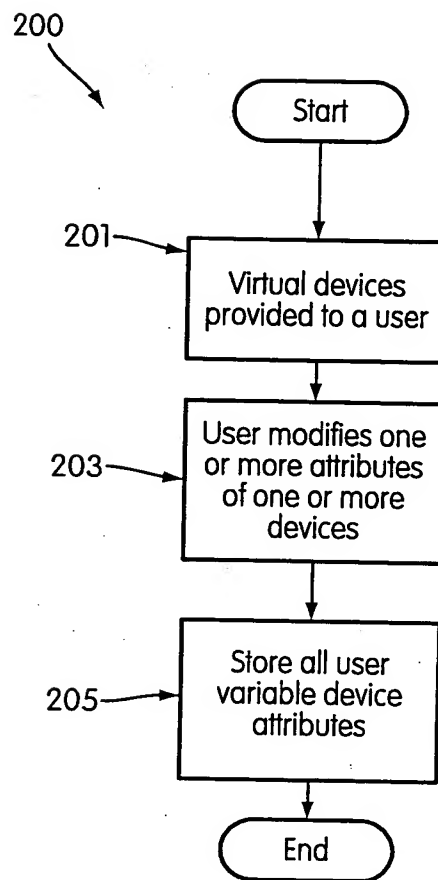 200
Start
201
Virtual devices
provided to a user
203
User modifies one
or more attributes
of one or more
devices
205
Store all user
variable device
attributes
End